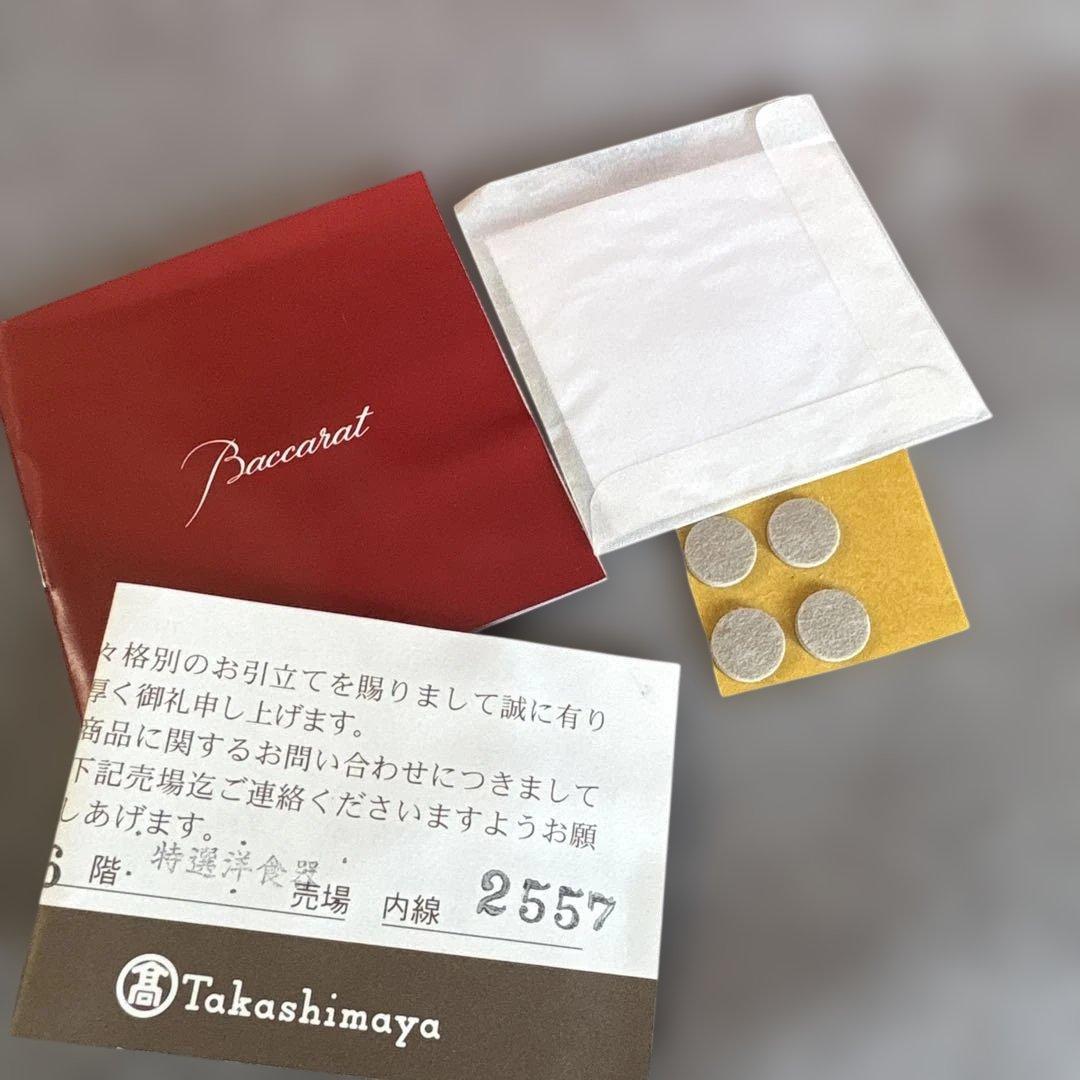 Baccarat
々格別のお引立てを賜りまして誠に有り
厚く御礼申し上げます。
商品に関するお問い合わせにつきまして
下記売場迄ご連絡くださいますようお願
しあげます。
6階 特選洋食器 売場 内線 2557
髙 Takashimaya